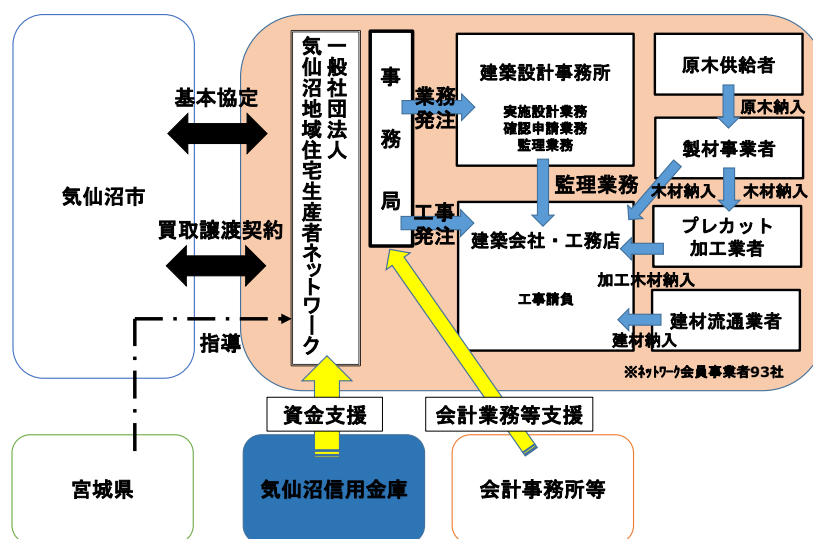 気仙沼市
基本協定
買取譲渡契約
指導
一般社団法人
気仙沼地域住宅生産者ネットワーク
事務局
業務
発注
工事
発注
建築設計事務所
実施設計業務
確認申請業務
監理業務
監理業務
建築会社・工務店
工事請負
原木供給者
原木納入
製材事業者
木材納入
木材納入
プレカット
加工業者
加工木材納入
建材流通業者
建材納入
※ﾈｯﾄﾜｰｸ会員事業者93社
資金支援
会計業務等支援
宮城県
気仙沼信用金庫
会計事務所等